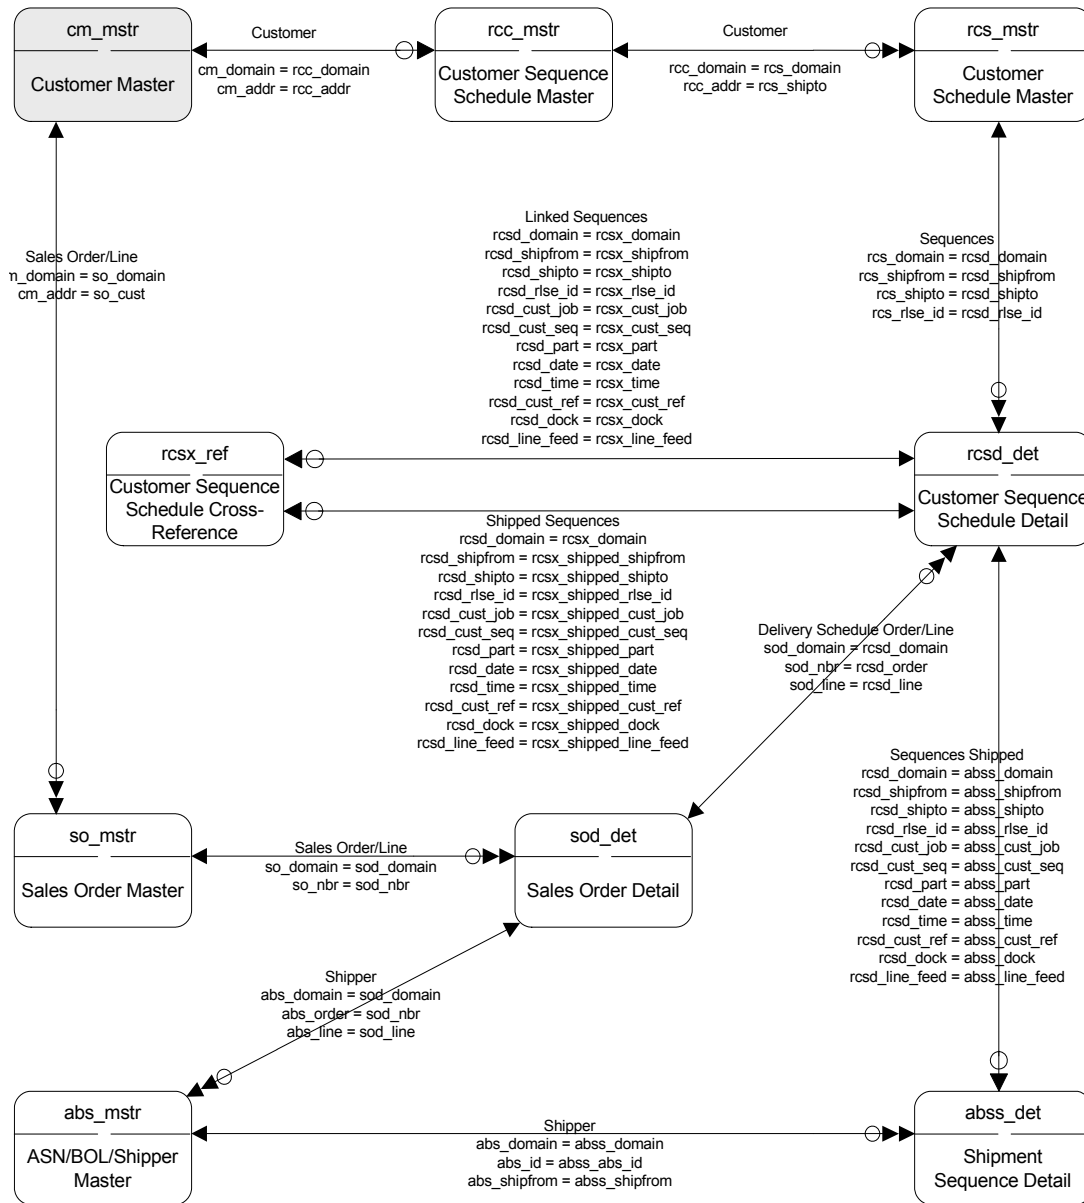 cm_mstr
Customer Master
Customer
cm_domain = rcc_domain
cm_addr = rcc_addr
rcc_mstr
Customer Sequence
Schedule Master
Customer
rcc_domain = rcs_domain
rcc_addr = rcs_shipto
rcs_mstr
Customer
Schedule Master
Sales Order/Line
m_domain = so_domain
cm_addr = so_cust
Linked Sequences
rcsd_domain = rcsx_domain
rcsd_shipfrom = rcsx_shipfrom
rcsd_shipto = rcsx_shipto
rcsd_rlse_id = rcsx_rlse_id
rcsd_cust_job = rcsx_cust_job
rcsd_cust_seq = rcsx_cust_seq
rcsd_part = rcsx_part
rcsd_date = rcsx_date
rcsd_time = rcsx_time
rcsd_cust_ref = rcsx_cust_ref
rcsd_dock = rcsx_dock
rcsd_line_feed = rcsx_line_feed
Sequences
rcs_domain = rcsd_domain
rcs_shipfrom = rcsd_shipfrom
rcs_shipto = rcsd_shipto
rcs_rlse_id = rcsd_rlse_id
rcsx_ref
Customer Sequence
Schedule Cross-
Reference
rcsd_det
Customer Sequence
Schedule Detail
Shipped Sequences
rcsd_domain = rcsx_domain
rcsd_shipfrom = rcsx_shipped_shipfrom
rcsd_shipto = rcsx_shipped_shipto
rcsd_rlse_id = rcsx_shipped_rlse_id
rcsd_cust_job = rcsx_shipped_cust_job
rcsd_cust_seq = rcsx_shipped_cust_seq
rcsd_part = rcsx_shipped_part
rcsd_date = rcsx_shipped_date
rcsd_time = rcsx_shipped_time
rcsd_cust_ref = rcsx_shipped_cust_ref
rcsd_dock = rcsx_shipped_dock
rcsd_line_feed = rcsx_shipped_line_feed
Delivery Schedule Order/Line
sod_domain = rcsd_domain
sod_nbr = rcsd_order
sod_line = rcsd_line
Sequences Shipped
rcsd_domain = abss_domain
rcsd_shipfrom = abss_shipfrom
rcsd_shipto = abss_shipto
rcsd_rlse_id = abss_rlse_id
rcsd_cust_job = abss_cust_job
rcsd_cust_seq = abss_cust_seq
rcsd_part = abss_part
rcsd_date = abss_date
rcsd_time = abss_time
rcsd_cust_ref = abss_cust_ref
rcsd_dock = abss_dock
rcsd_line_feed = abss_line_feed
so_mstr
Sales Order Master
Sales Order/Line
so_domain = sod_domain
so_nbr = sod_nbr
sod_det
Sales Order Detail
Shipper
abs_domain = sod_domain
abs_order = sod_nbr
abs_line = sod_line
abs_mstr
ASN/BOL/Shipper
Master
Shipper
abs_domain = abss_domain
abs_id = abss_abs_id
abs_shipfrom = abss_shipfrom
abss_det
Shipment
Sequence Detail